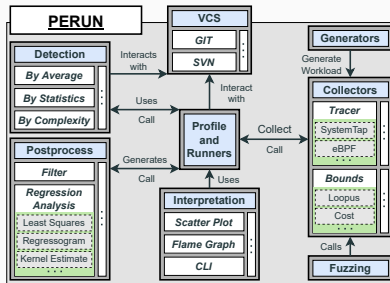 PERUN
VCS
GIT
SVN
...
Generators
Detection
By Average
By Statistics
By Complexity
...
Interacts
with
Interact
with
Generate
Workload
Collectors
Tracer
SystemTap
eBPF
...
Bounds
Loopus
Cost
...
...
Uses
Call
Profile
and
Runners
Collect
Call
Postprocess
Filter
Regression
Analysis
Least Squares
Regressogram
Kernel Estimate
...
...
Generates
Call
Uses
Interpretation
Scatter Plot
Flame Graph
CLI
...
Calls
Fuzzing